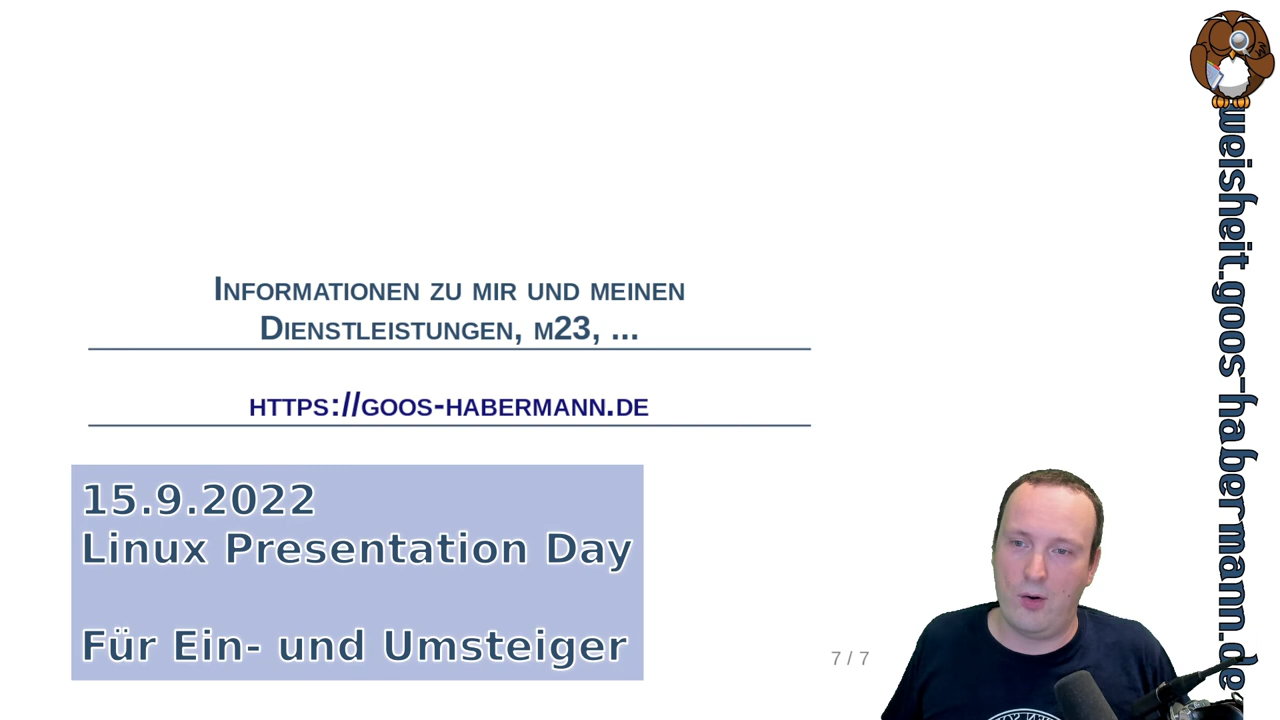 Informationen zu mir und meinen
Dienstleistungen, m23, ...
https://goos-habermann.de
15.9.2022
Linux Presentation Day
Für Ein- und Umsteiger
7 / 7
weisheit.goos-habermann.de